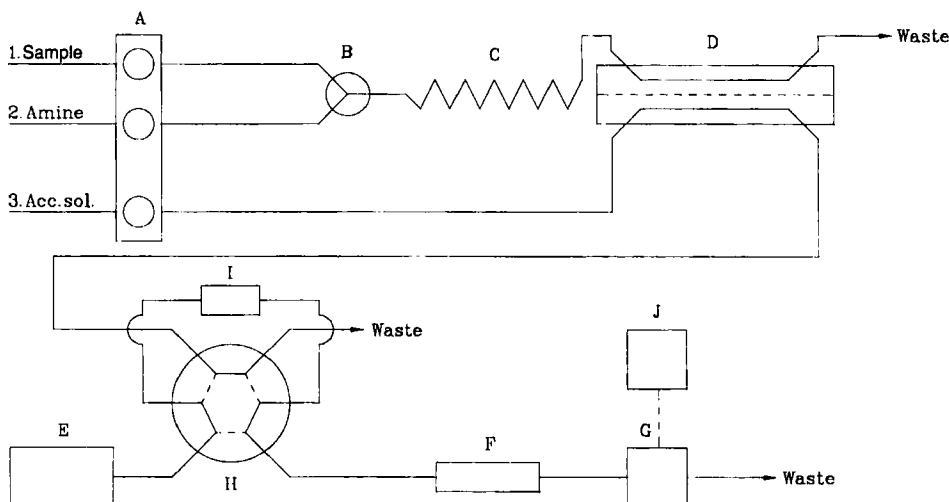 A
1.Sample
B
C
D
Waste
2.Amine
3.Acc.sol.
I
Waste
J
E
H
F
G
Waste